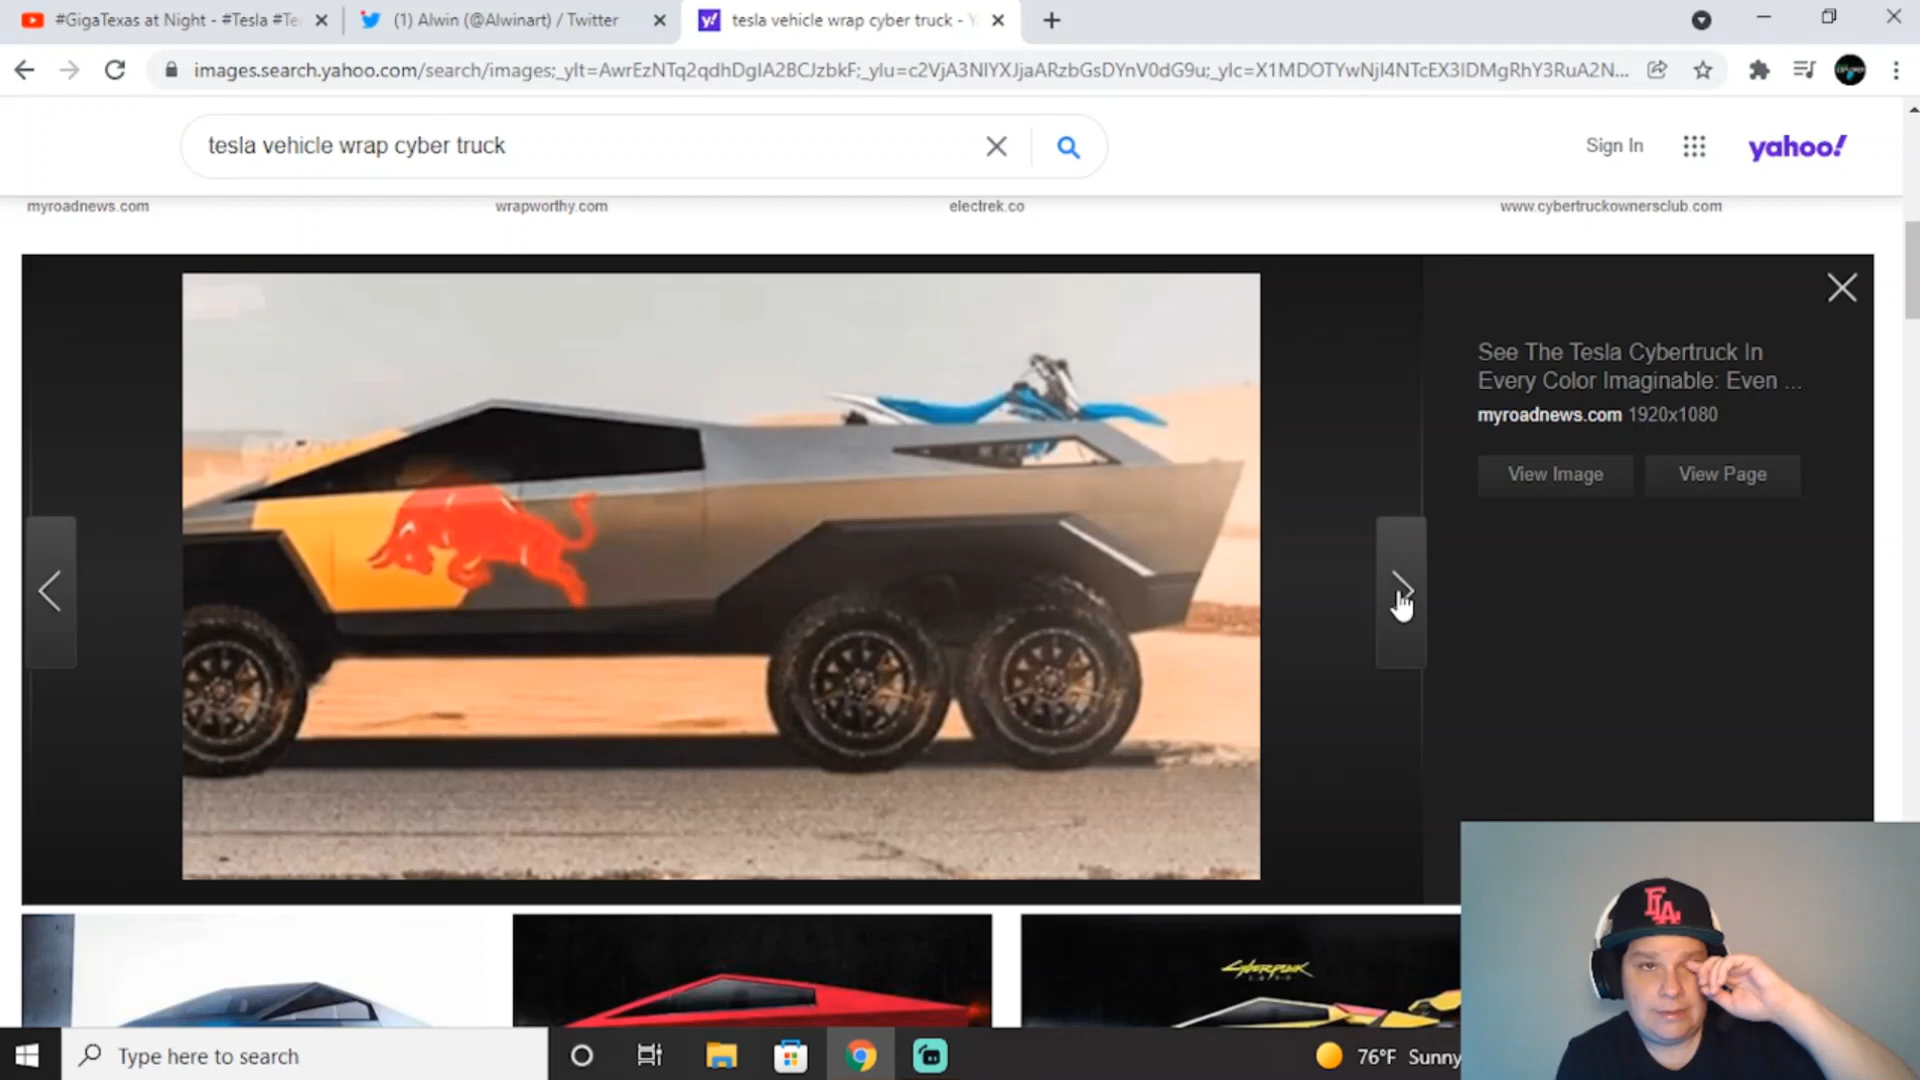 #GigaTexas at Night - #Tesla #Te
(1) Alwin (@Alwinart) / Twitter
tesla vehicle wrap cyber truck - Y
images.search.yahoo.com/search/images;_ylt=AwrEzNTq2qdhDgIA2BCJzbkF;_ylu=c2VjA3NlYXJjaARzbGsDYnV0dG9u;_ylc=X1MDOTYwNjI4NTcEX3IDMgRhY3RuA2N...
tesla vehicle wrap cyber truck
Sign In
yahoo!
myroadnews.com
wrapworthy.com
electrek.co
www.cybertruckownersclub.com
See The Tesla Cybertruck In
Every Color Imaginable: Even ...
myroadnews.com 1920x1080
View Image
View Page
Cyberpunk
FLA
Type here to search
76°F Sunny